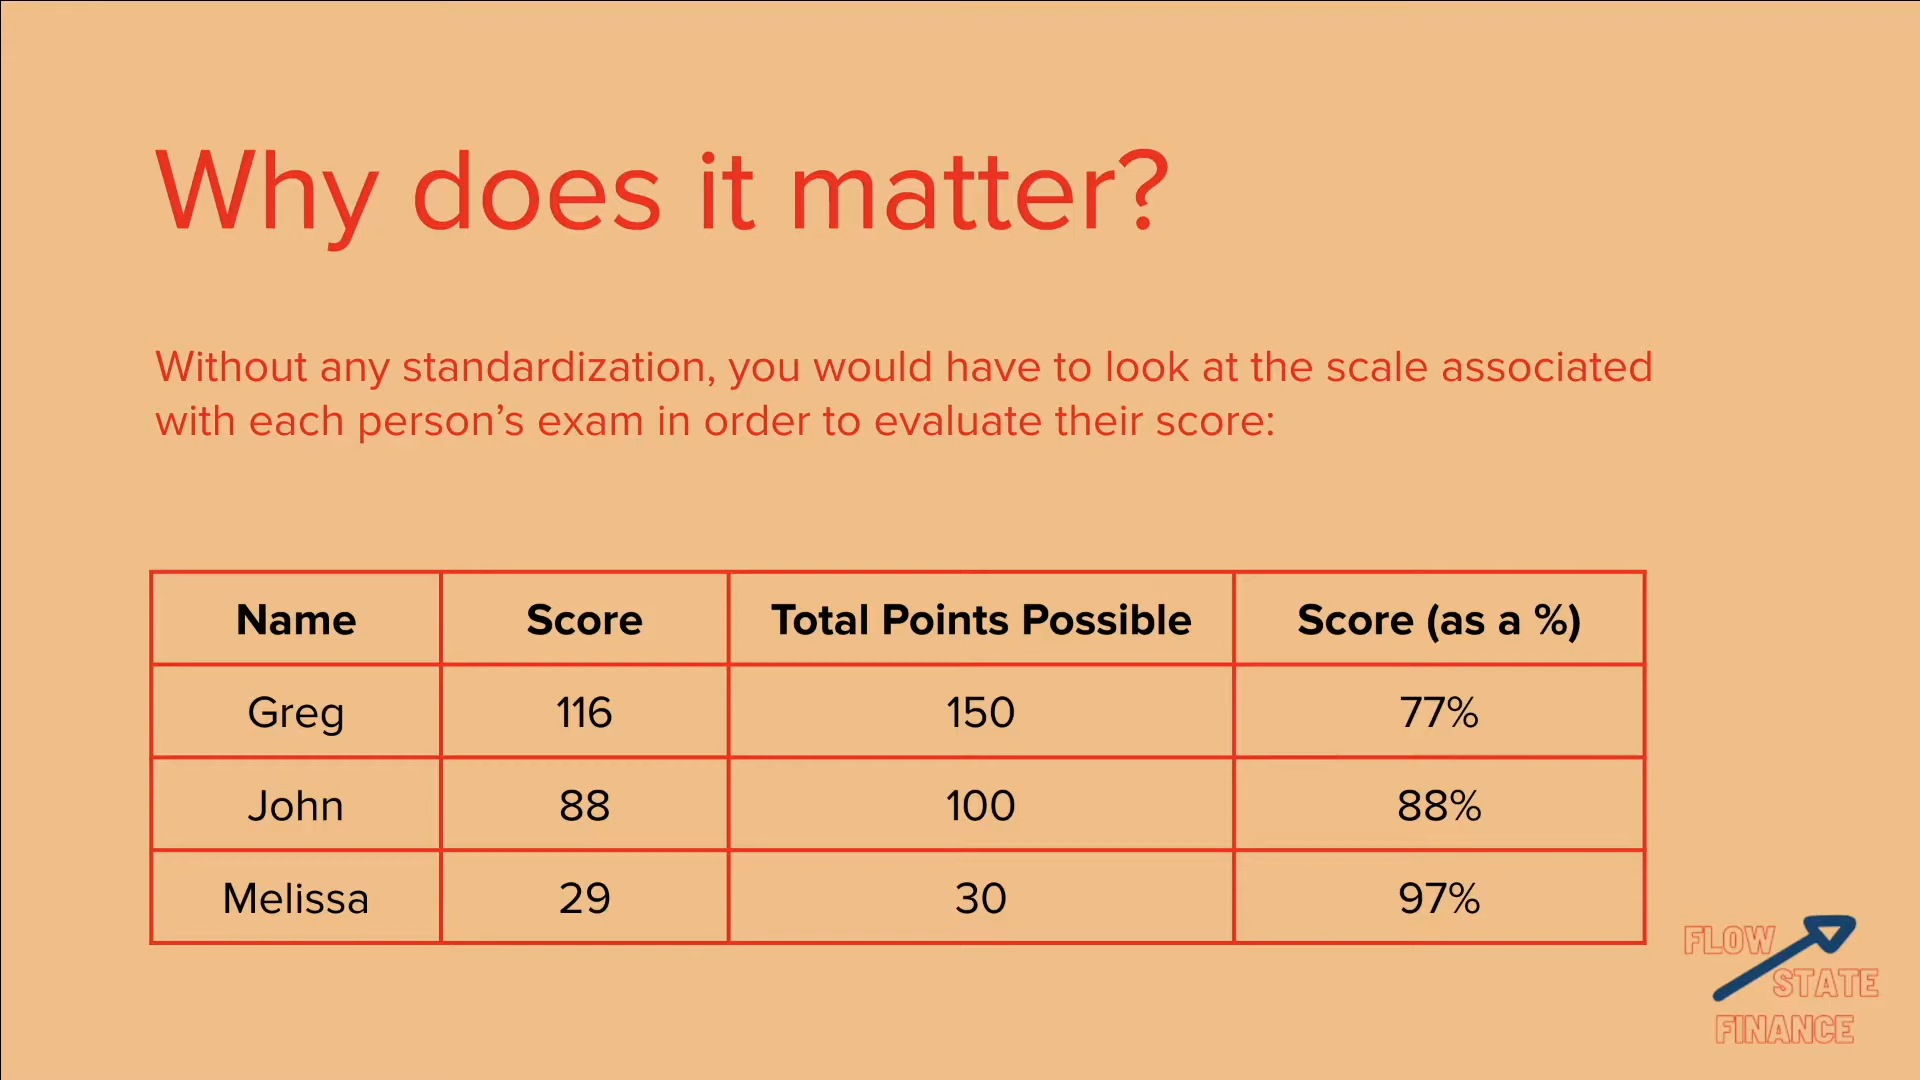 Why does it matter?
Without any standardization, you would have to look at the scale associated
with each person’s exam in order to evaluate their score:
Name Score Total Points Possible Score (as a %)
Greg 116 150 77%
John 88 100 88%
Melissa 29 30 97%
FLOW
STATE
FINANCE